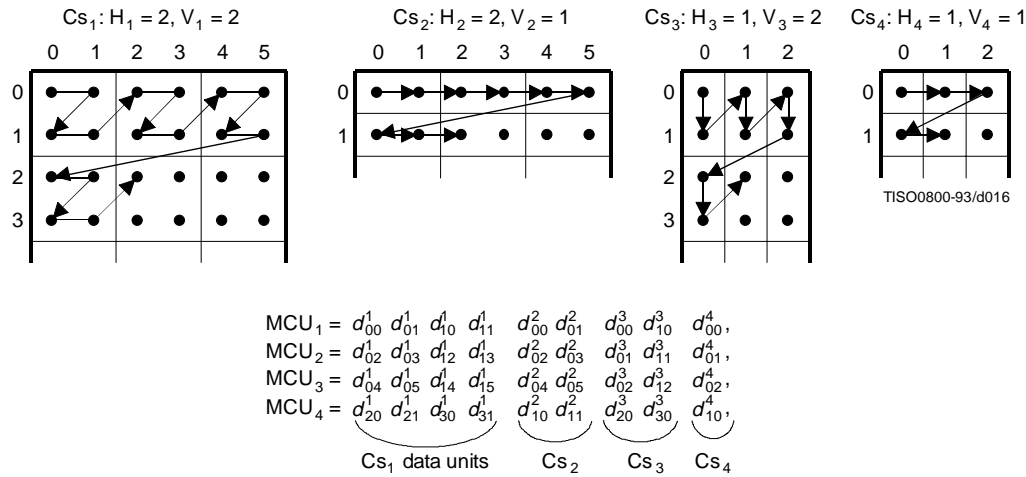 Cs₁: H₁ = 2, V₁ = 2
Cs₂: H₂ = 2, V₂ = 1
Cs₃: H₃ = 1, V₃ = 2
Cs₄: H₄ = 1, V₄ = 1
0 1 2 3 4 5
0 1 2 3 4 5
0 1 2
0 1 2
0
1
2
3
0
1
0
1
2
3
0
1
TISO0800-93/d016
MCU₁ = d¹₀₀ d¹₀₁ d¹₁₀ d¹₁₁ d²₀₀ d²₀₁ d³₀₀ d³₁₀ d⁴₀₀,
MCU₂ = d¹₀₂ d¹₀₃ d¹₁₂ d¹₁₃ d²₀₂ d²₀₃ d³₀₁ d³₁₁ d⁴₀₁,
MCU₃ = d¹₀₄ d¹₀₅ d¹₁₄ d¹₁₅ d²₀₄ d²₀₅ d³₀₂ d³₁₂ d⁴₀₂,
MCU₄ = d¹₂₀ d¹₂₁ d¹₃₀ d¹₃₁ d²₁₀ d²₁₁ d³₂₀ d³₃₀ d⁴₁₀,
Cs₁ data units Cs₂ Cs₃ Cs₄